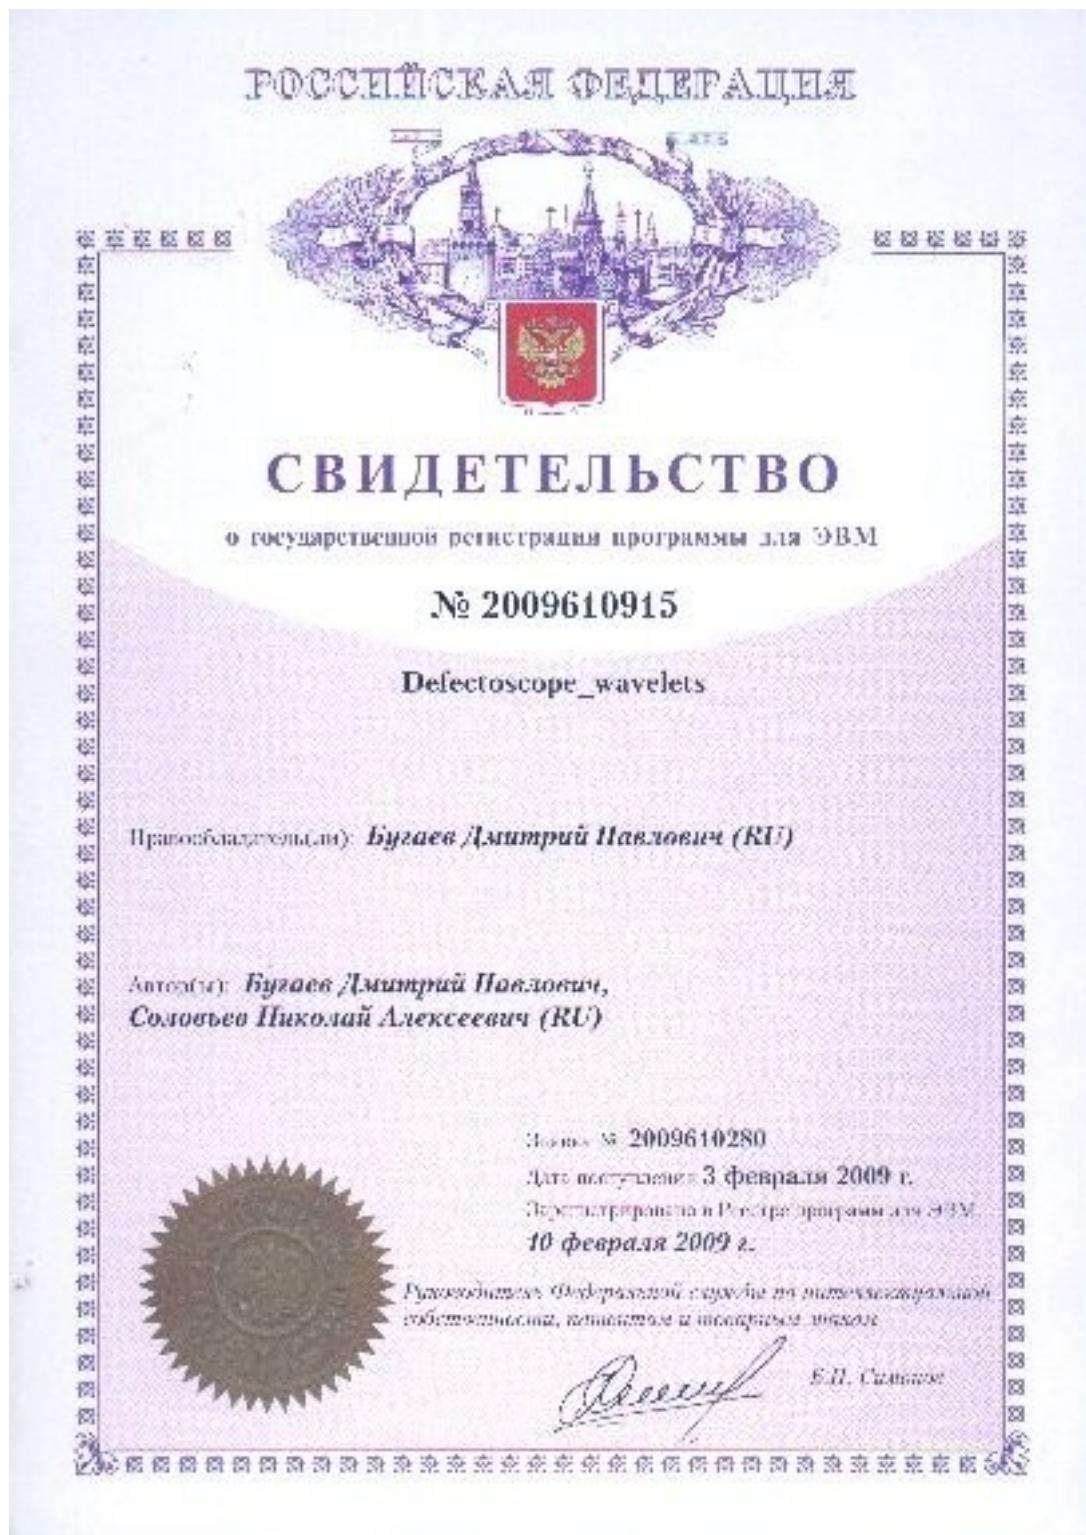 РОССИЙСКАЯ ФЕДЕРАЦИЯ
СВИДЕТЕЛЬСТВО
о государственной регистрации программы для ЭВМ
№ 2009610915
Defectoscope_wavelets
Правообладатель(ли): Бугаев Дмитрий Павлович (RU)
Автор(ы): Бугаев Дмитрий Павлович,
Соловьев Николай Алексеевич (RU)
Заявка № 2009610280
Дата поступления 3 февраля 2009 г.
Зарегистрировано в Реестре программ для ЭВМ
10 февраля 2009 г.
Руководитель Федеральной службы по интеллектуальной
собственности, патентам и товарным знакам
Б.П. Симонов